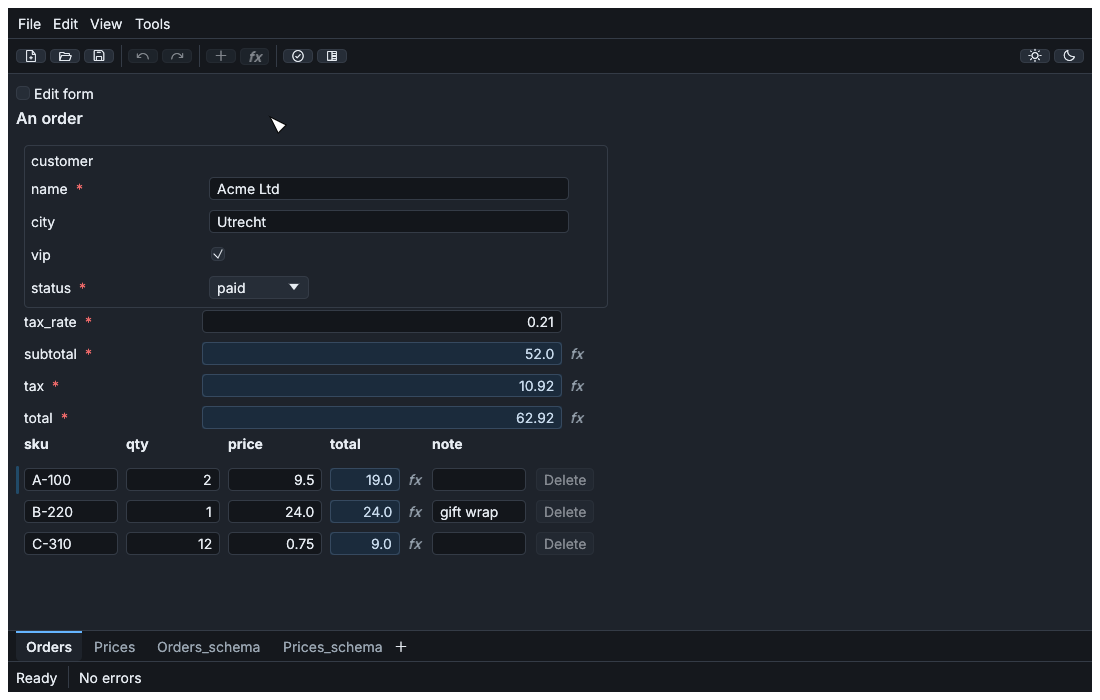 File Edit View Tools
fx
Edit form
An order
customer
name * Acme Ltd
city Utrecht
vip
status * paid
tax_rate * 0.21
subtotal * 52.0 fx
tax * 10.92 fx
total * 62.92 fx
sku qty price total note
A-100 2 9.5 19.0 fx Delete
B-220 1 24.0 24.0 fx gift wrap Delete
C-310 12 0.75 9.0 fx Delete
Orders Prices Orders_schema Prices_schema +
Ready No errors